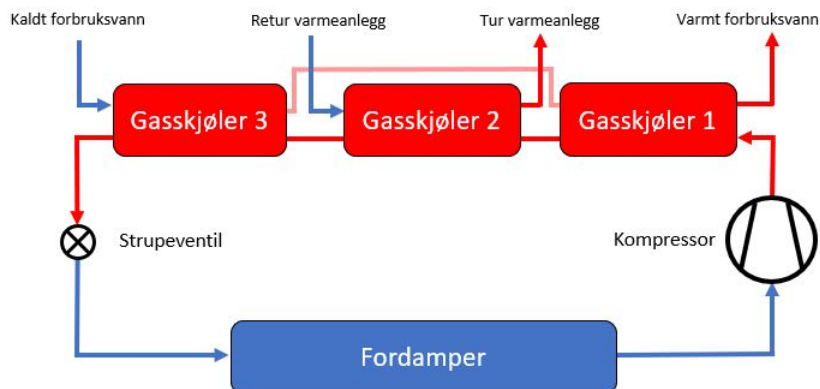 Kaldt forbruksvann
Retur varmeanlegg
Tur varmeanlegg
Varmt forbruksvann
Gasskjøler 3
Gasskjøler 2
Gasskjøler 1
Strupeventil
Kompressor
Fordamper